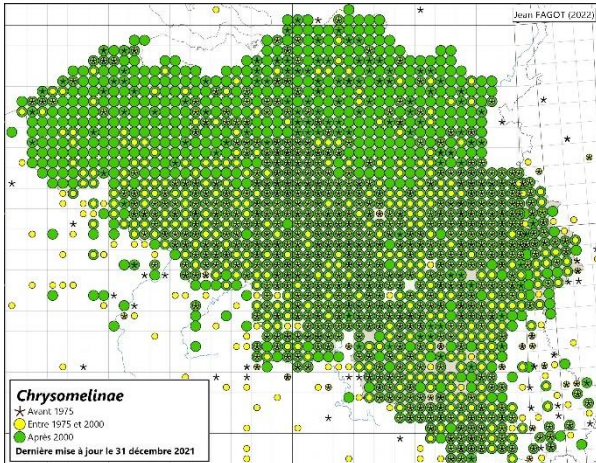 Jean FAGOT (2022)
Chrysomelinae
Avant 1975
Entre 1975 et 2000
Après 2000
Dernière mise à jour le 31 décembre 2021